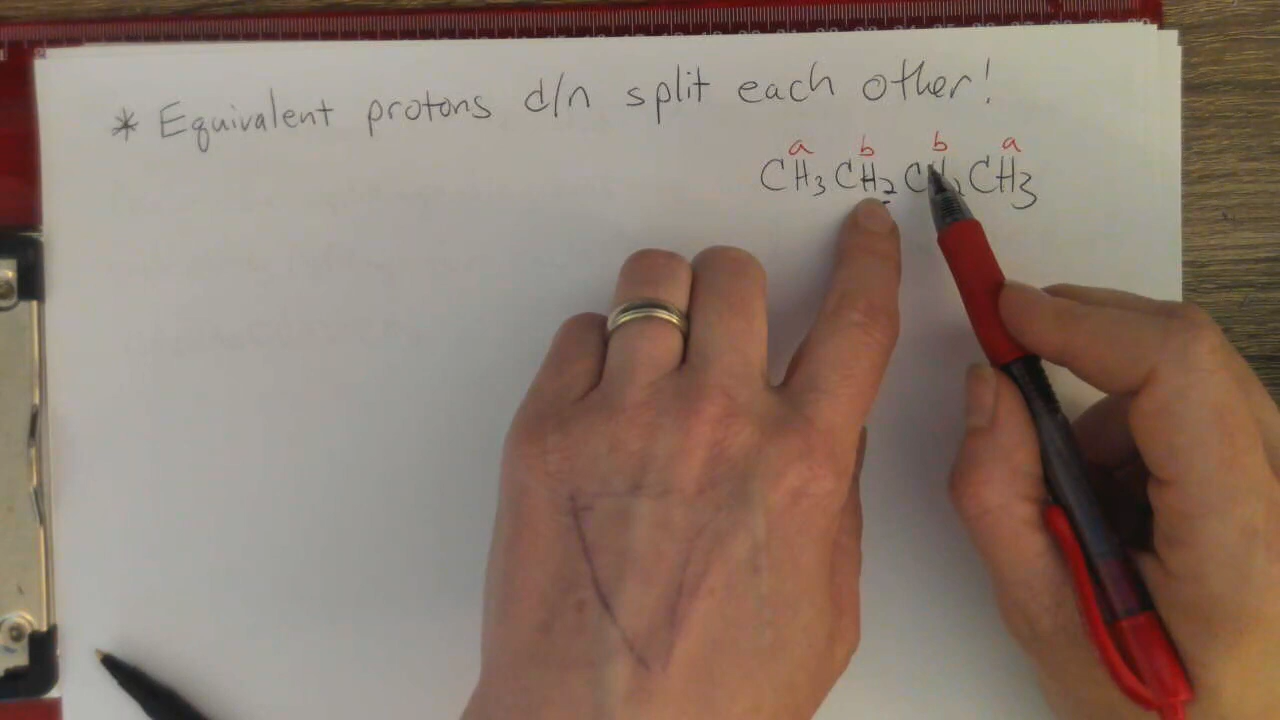 * Equivalent protons d/n split each other!
a b b a
CH3 CH2 CH2 CH3